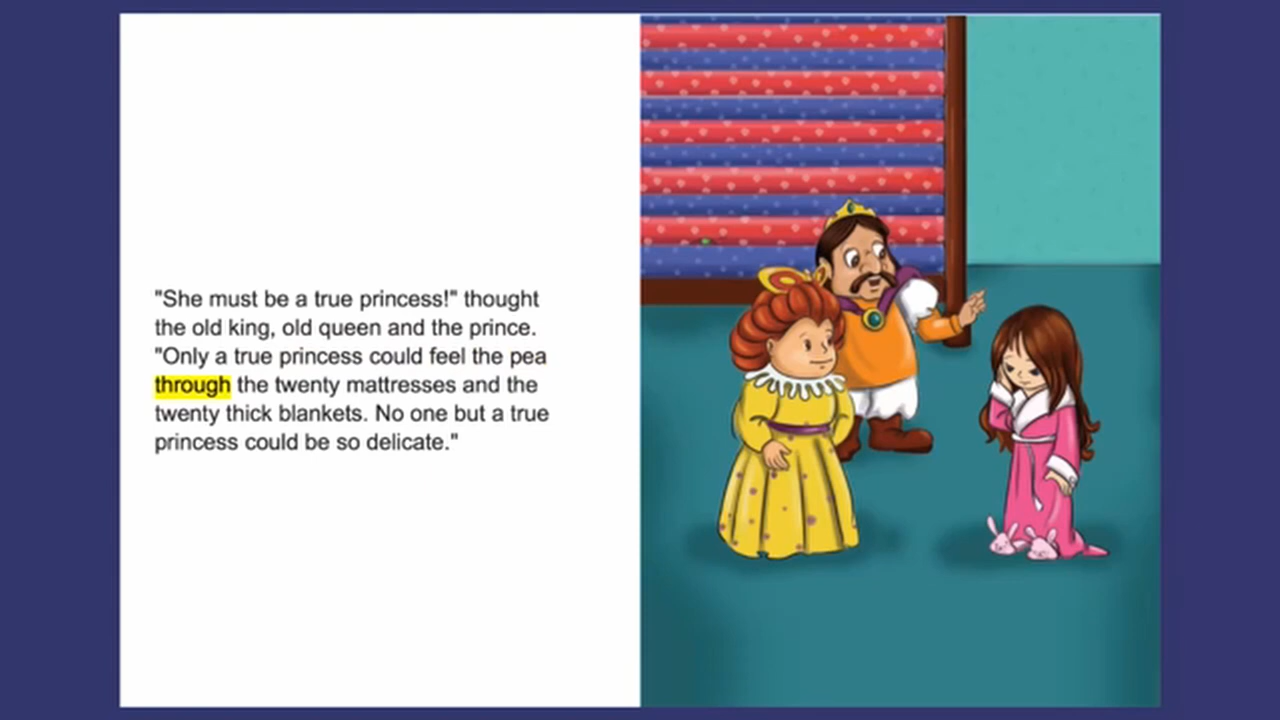 "She must be a true princess!" thought
the old king, old queen and the prince.
"Only a true princess could feel the pea
through the twenty mattresses and the
twenty thick blankets. No one but a true
princess could be so delicate."